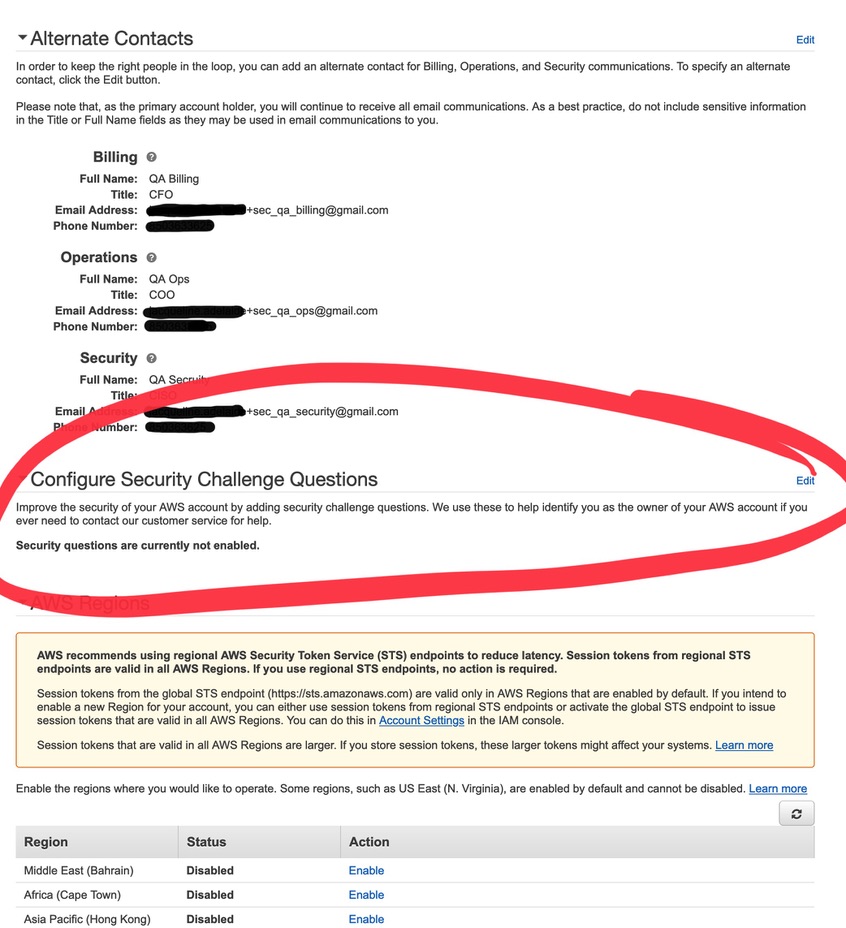 Alternate Contacts
Edit
In order to keep the right people in the loop, you can add an alternate contact for Billing, Operations, and Security communications. To specify an alternate
contact, click the Edit button.
Please note that, as the primary account holder, you will continue to receive all email communications. As a best practice, do not include sensitive information
in the Title or Full Name fields as they may be used in email communications to you.
Billing
Full Name: QA Billing
Title: CFO
Email Address: +sec_qa_billing@gmail.com
Phone Number:
Operations
Full Name: QA Ops
Title: COO
Email Address: +sec_qa_ops@gmail.com
Phone Number:
Security
Full Name: QA Secruity
Title: CISO
Email Address: +sec_qa_security@gmail.com
Phone Number:
Configure Security Challenge Questions
Edit
Improve the security of your AWS account by adding security challenge questions. We use these to help identify you as the owner of your AWS account if you
ever need to contact our customer service for help.
Security questions are currently not enabled.
AWS Regions
AWS recommends using regional AWS Security Token Service (STS) endpoints to reduce latency. Session tokens from regional STS
endpoints are valid in all AWS Regions. If you use regional STS endpoints, no action is required.
Session tokens from the global STS endpoint (https://sts.amazonaws.com) are valid only in AWS Regions that are enabled by default. If you intend to
enable a new Region for your account, you can either use session tokens from regional STS endpoints or activate the global STS endpoint to issue
session tokens that are valid in all AWS Regions. You can do this in Account Settings in the IAM console.
Session tokens that are valid in all AWS Regions are larger. If you store session tokens, these larger tokens might affect your systems. Learn more
Enable the regions where you would like to operate. Some regions, such as US East (N. Virginia), are enabled by default and cannot be disabled. Learn more
Region Status Action
Middle East (Bahrain) Disabled Enable
Africa (Cape Town) Disabled Enable
Asia Pacific (Hong Kong) Disabled Enable